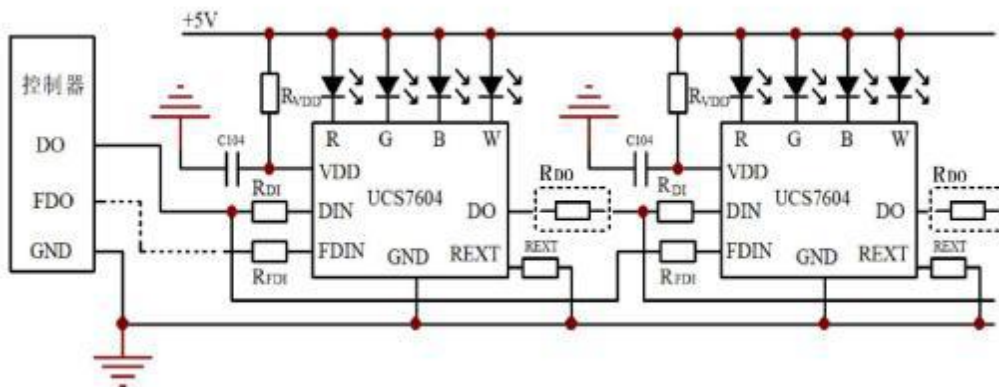 +5V
控制器
DO
FDO
GND
C104
RVDD
R G B W
VDD
UCS7604
RDI
DIN
DO
RFDI
FDIN
GND
REXT
RDO
REXT
C104
RVDD
R G B W
VDD
UCS7604
RDI
DIN
DO
RFDI
FDIN
GND
REXT
RDO
REXT